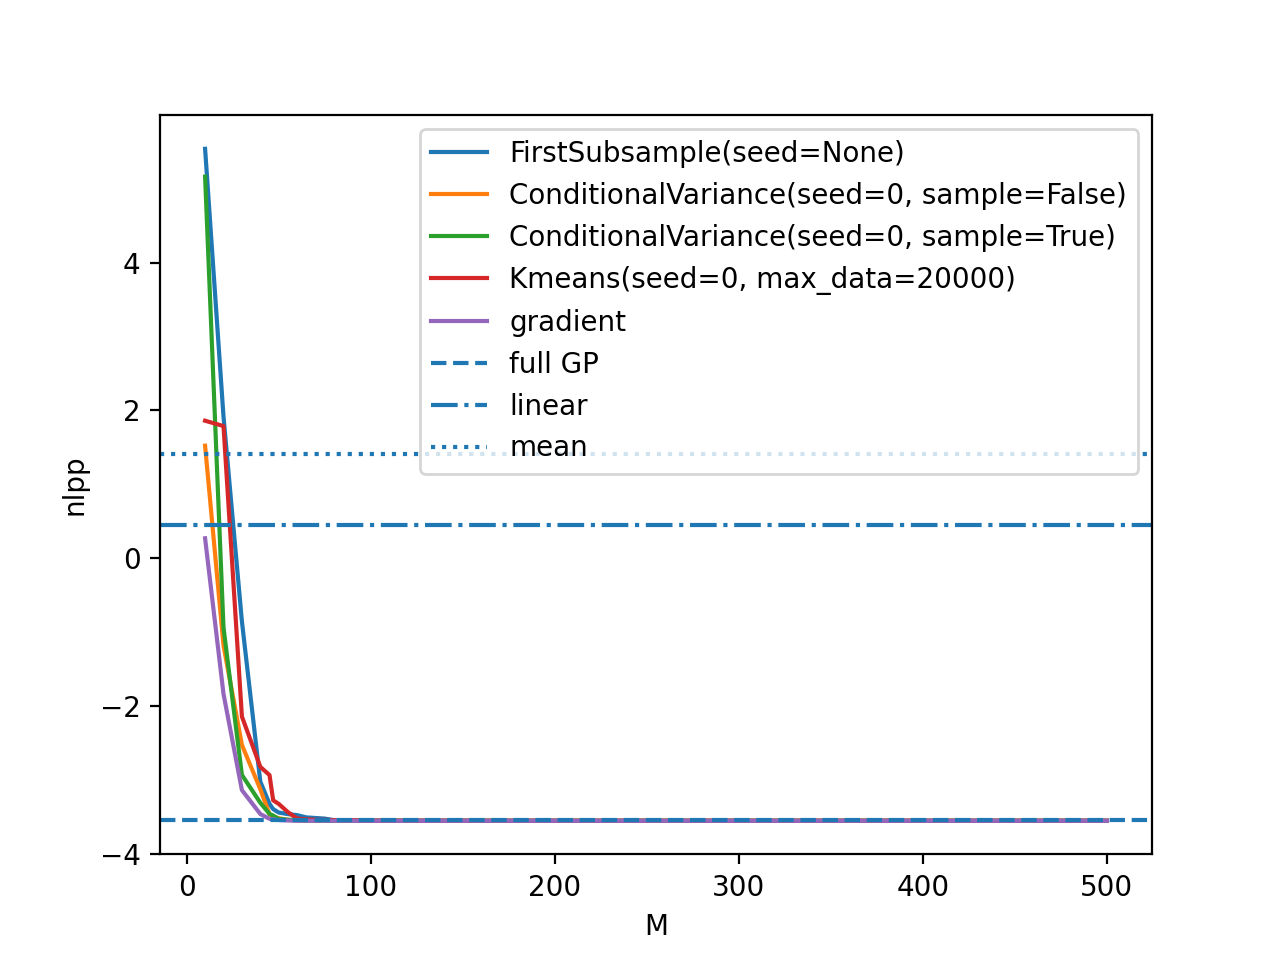 FirstSubsample(seed=None)
ConditionalVariance(seed=0, sample=False)
ConditionalVariance(seed=0, sample=True)
Kmeans(seed=0, max_data=20000)
gradient
full GP
linear
mean
4
2
0
−2
−4
nlpp
0 100 200 300 400 500
M